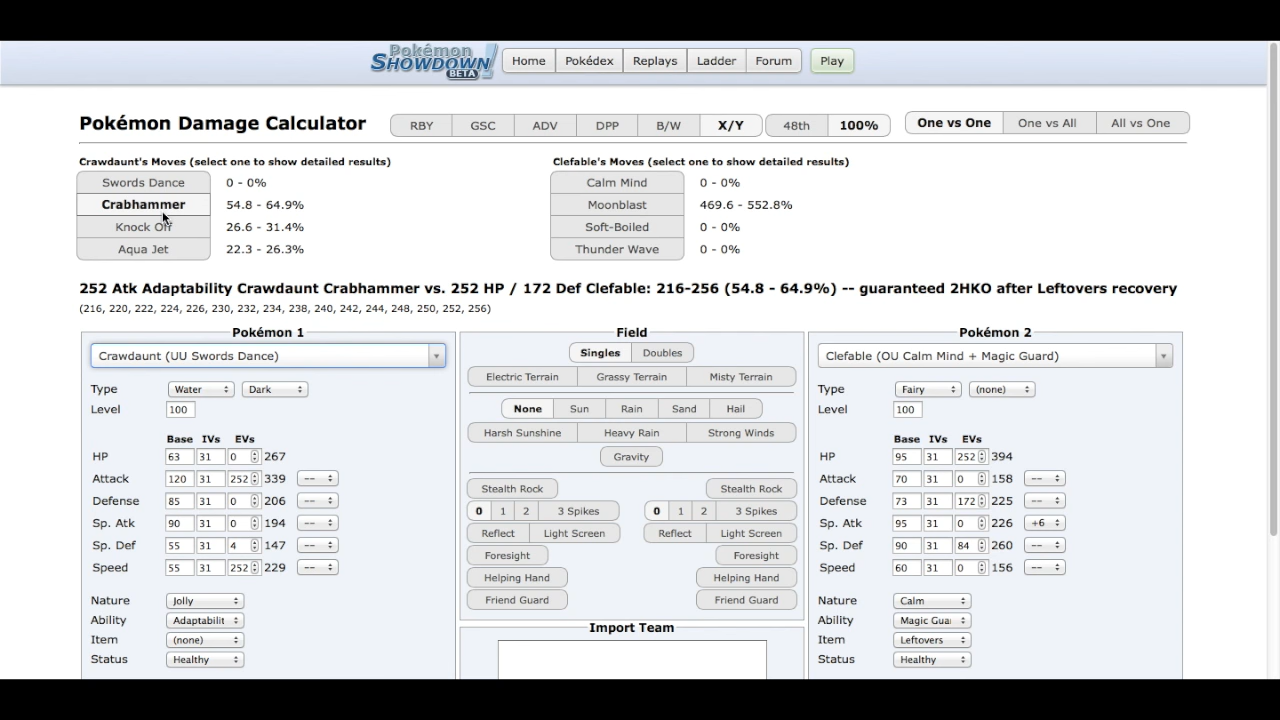 Pokémon
SHOWDOWN!
BETA
Home Pokédex Replays Ladder Forum Play
Pokémon Damage Calculator RBY GSC ADV DPP B/W X/Y 48th 100% One vs One One vs All All vs One
Crawdaunt's Moves (select one to show detailed results) Clefable's Moves (select one to show detailed results)
Swords Dance 0 - 0% Calm Mind 0 - 0%
Crabhammer 54.8 - 64.9% Moonblast 469.6 - 552.8%
Knock Off 26.6 - 31.4% Soft-Boiled 0 - 0%
Aqua Jet 22.3 - 26.3% Thunder Wave 0 - 0%
252 Atk Adaptability Crawdaunt Crabhammer vs. 252 HP / 172 Def Clefable: 216-256 (54.8 - 64.9%) -- guaranteed 2HKO after Leftovers recovery
(216, 220, 222, 224, 226, 230, 232, 234, 238, 240, 242, 244, 248, 250, 252, 256)
Pokémon 1
Crawdaunt (UU Swords Dance)
Type Water Dark
Level 100
Base IVs EVs
HP 63 31 0 267
Attack 120 31 252 339 --
Defense 85 31 0 206 --
Sp. Atk 90 31 0 194 --
Sp. Def 55 31 4 147 --
Speed 55 31 252 229 --
Nature Jolly
Ability Adaptabilit
Item (none)
Status Healthy
Field
Singles Doubles
Electric Terrain Grassy Terrain Misty Terrain
None Sun Rain Sand Hail
Harsh Sunshine Heavy Rain Strong Winds
Gravity
Stealth Rock Stealth Rock
0 1 2 3 Spikes 0 1 2 3 Spikes
Reflect Light Screen Reflect Light Screen
Foresight Foresight
Helping Hand Helping Hand
Friend Guard Friend Guard
Import Team
Pokémon 2
Clefable (OU Calm Mind + Magic Guard)
Type Fairy (none)
Level 100
Base IVs EVs
HP 95 31 252 394
Attack 70 31 0 158 --
Defense 73 31 172 225 --
Sp. Atk 95 31 0 226 +6
Sp. Def 90 31 84 260 --
Speed 60 31 0 156 --
Nature Calm
Ability Magic Gua
Item Leftovers
Status Healthy